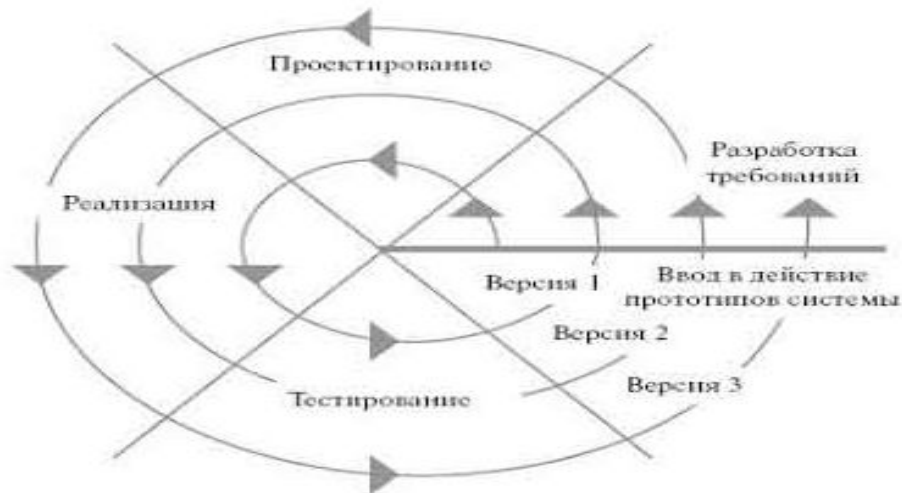 Проектирование
Разработка
требований
Реализация
Версия 1
Ввод в действие
прототипов системы
Версия 2
Версия 3
Тестирование